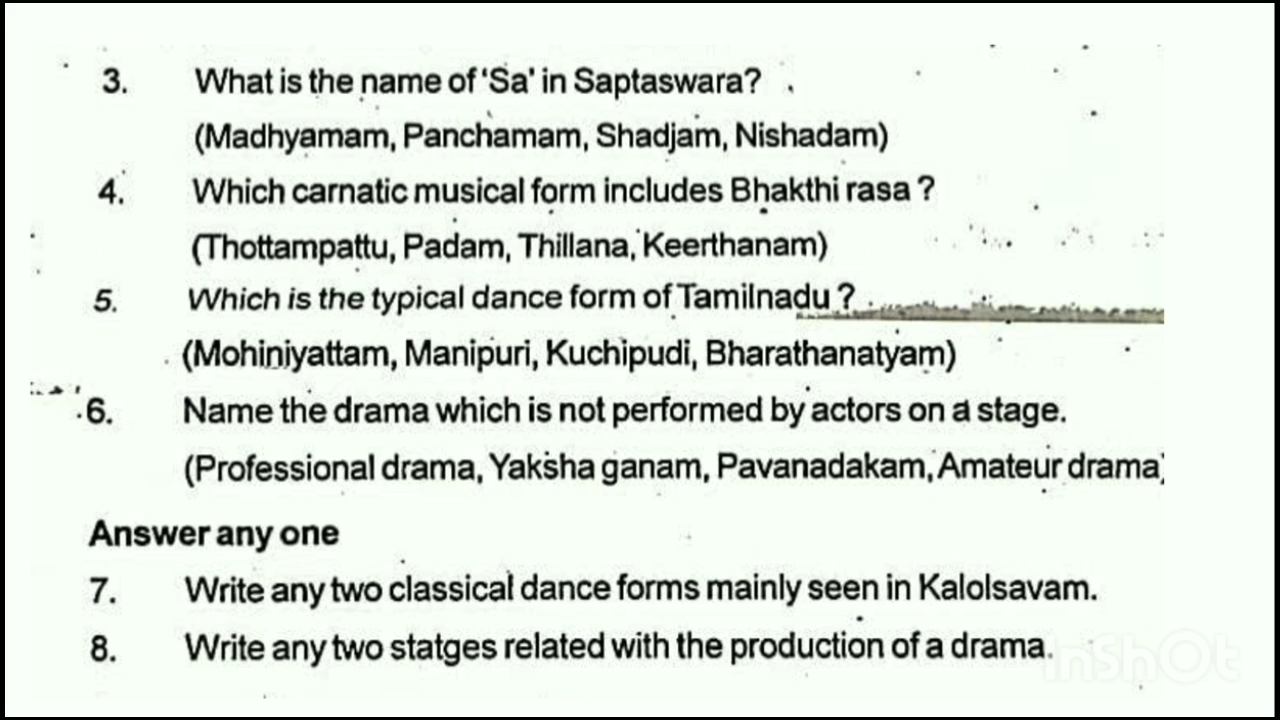 3. What is the name of ‘Sa’ in Saptaswara?
(Madhyamam, Panchamam, Shadjam, Nishadam)
4. Which carnatic musical form includes Bhakthi rasa ?
(Thottampattu, Padam, Thillana, Keerthanam)
5. Which is the typical dance form of Tamilnadu ?
(Mohiniyattam, Manipuri, Kuchipudi, Bharathanatyam)
6. Name the drama which is not performed by actors on a stage.
(Professional drama, Yaksha ganam, Pavanadakam, Amateur drama)
Answer any one
7. Write any two classical dance forms mainly seen in Kalolsavam.
8. Write any two statges related with the production of a drama.
InShOt